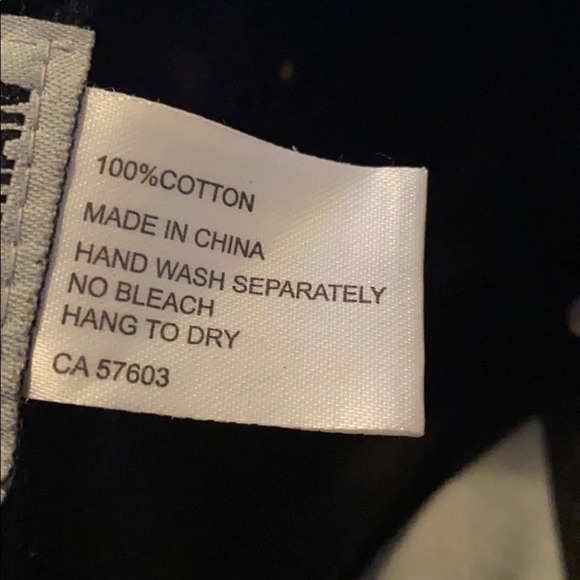 100%COTTON
MADE IN CHINA
HAND WASH SEPARATELY
NO BLEACH
HANG TO DRY
CA 57603